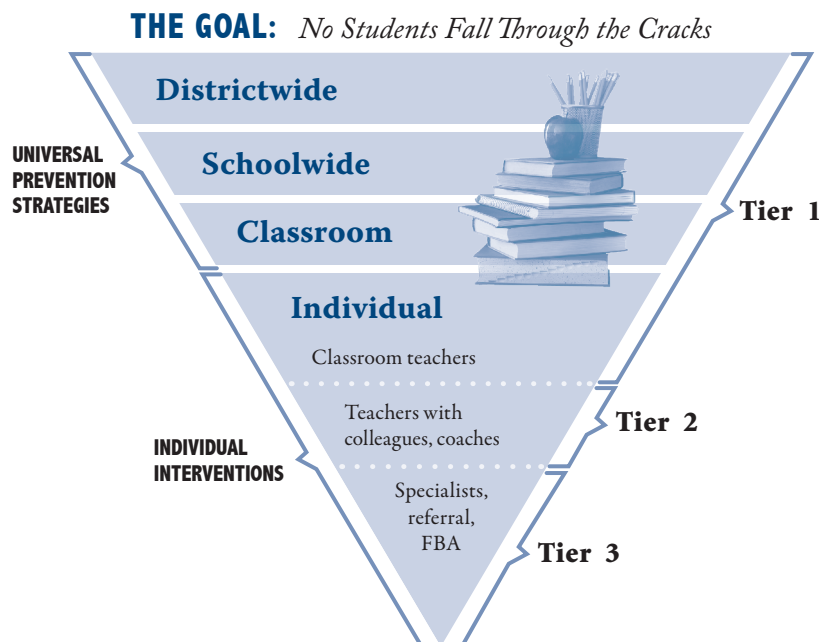 THE GOAL: No Students Fall Through the Cracks
Districtwide
UNIVERSAL
PREVENTION
STRATEGIES
Schoolwide
Classroom
Tier 1
Individual
Classroom teachers
Teachers with
colleagues, coaches
Tier 2
INDIVIDUAL
INTERVENTIONS
Specialists,
referral,
FBA
Tier 3